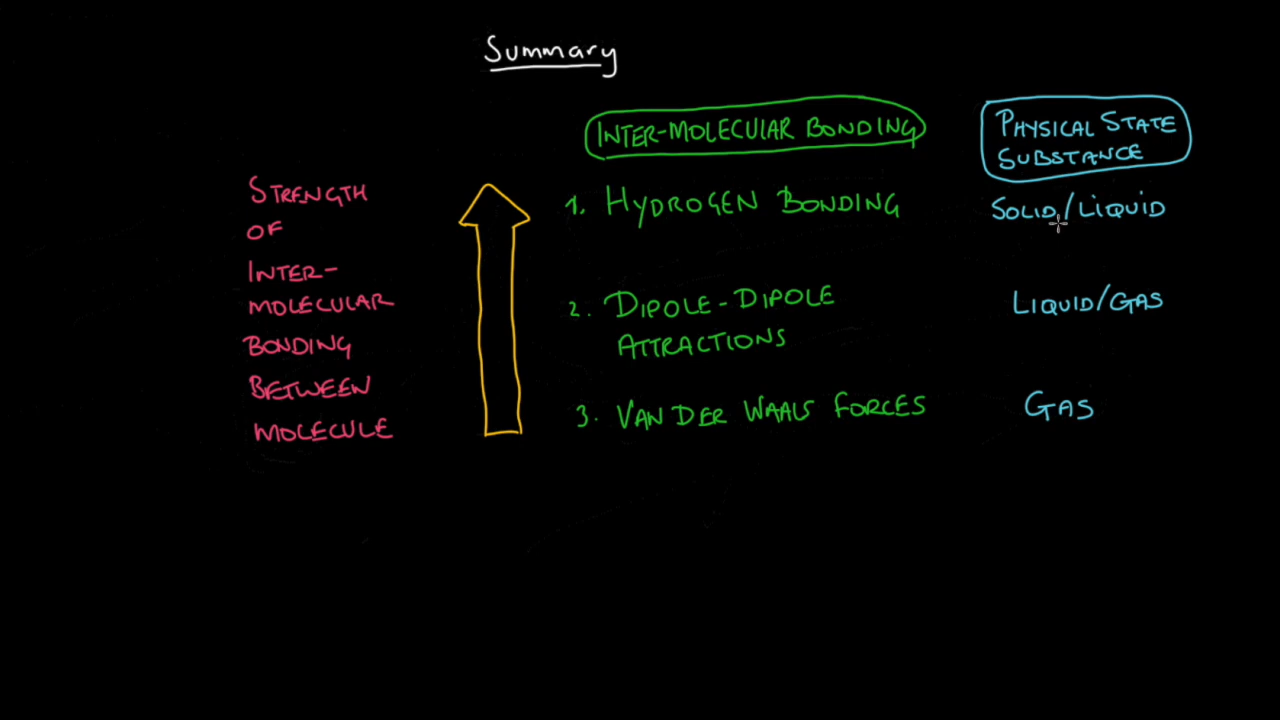 Summary
INTER-MOLECULAR BONDING
PHYSICAL STATE
SUBSTANCE
STRENGTH
OF
INTER-
MOLECULAR
BONDING
BETWEEN
MOLECULE
1. HYDROGEN BONDING
SOLID/LIQUID
2. DIPOLE-DIPOLE
ATTRACTIONS
LIQUID/GAS
3. VAN DER WAALS FORCES
GAS